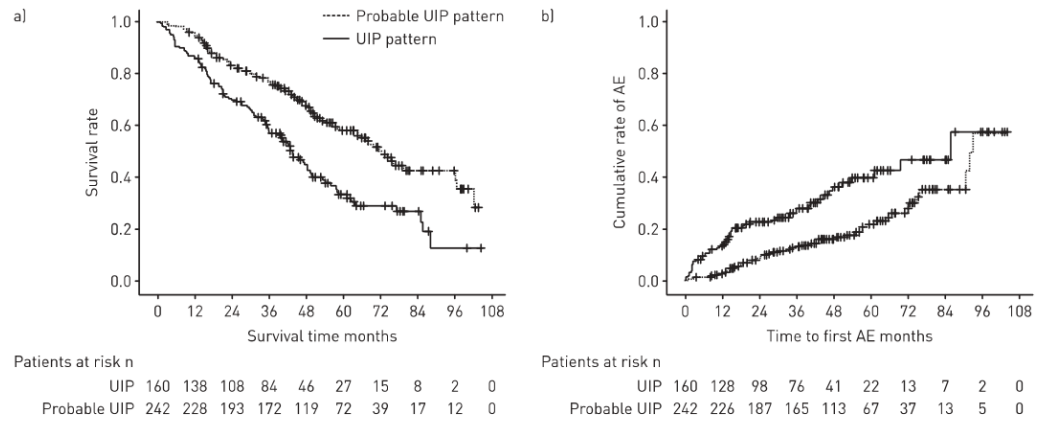 a)
Probable UIP pattern
UIP pattern
Survival rate
1.0
0.8
0.6
0.4
0.2
0.0
0 12 24 36 48 60 72 84 96 108
Survival time months
Patients at risk n
UIP 160 138 108 84 46 27 15 8 2 0
Probable UIP 242 228 193 172 119 72 39 17 12 0
b)
Cumulative rate of AE
1.0
0.8
0.6
0.4
0.2
0.0
0 12 24 36 48 60 72 84 96 108
Time to first AE months
Patients at risk n
UIP 160 128 98 76 41 22 13 7 2 0
Probable UIP 242 226 187 165 113 67 37 13 5 0